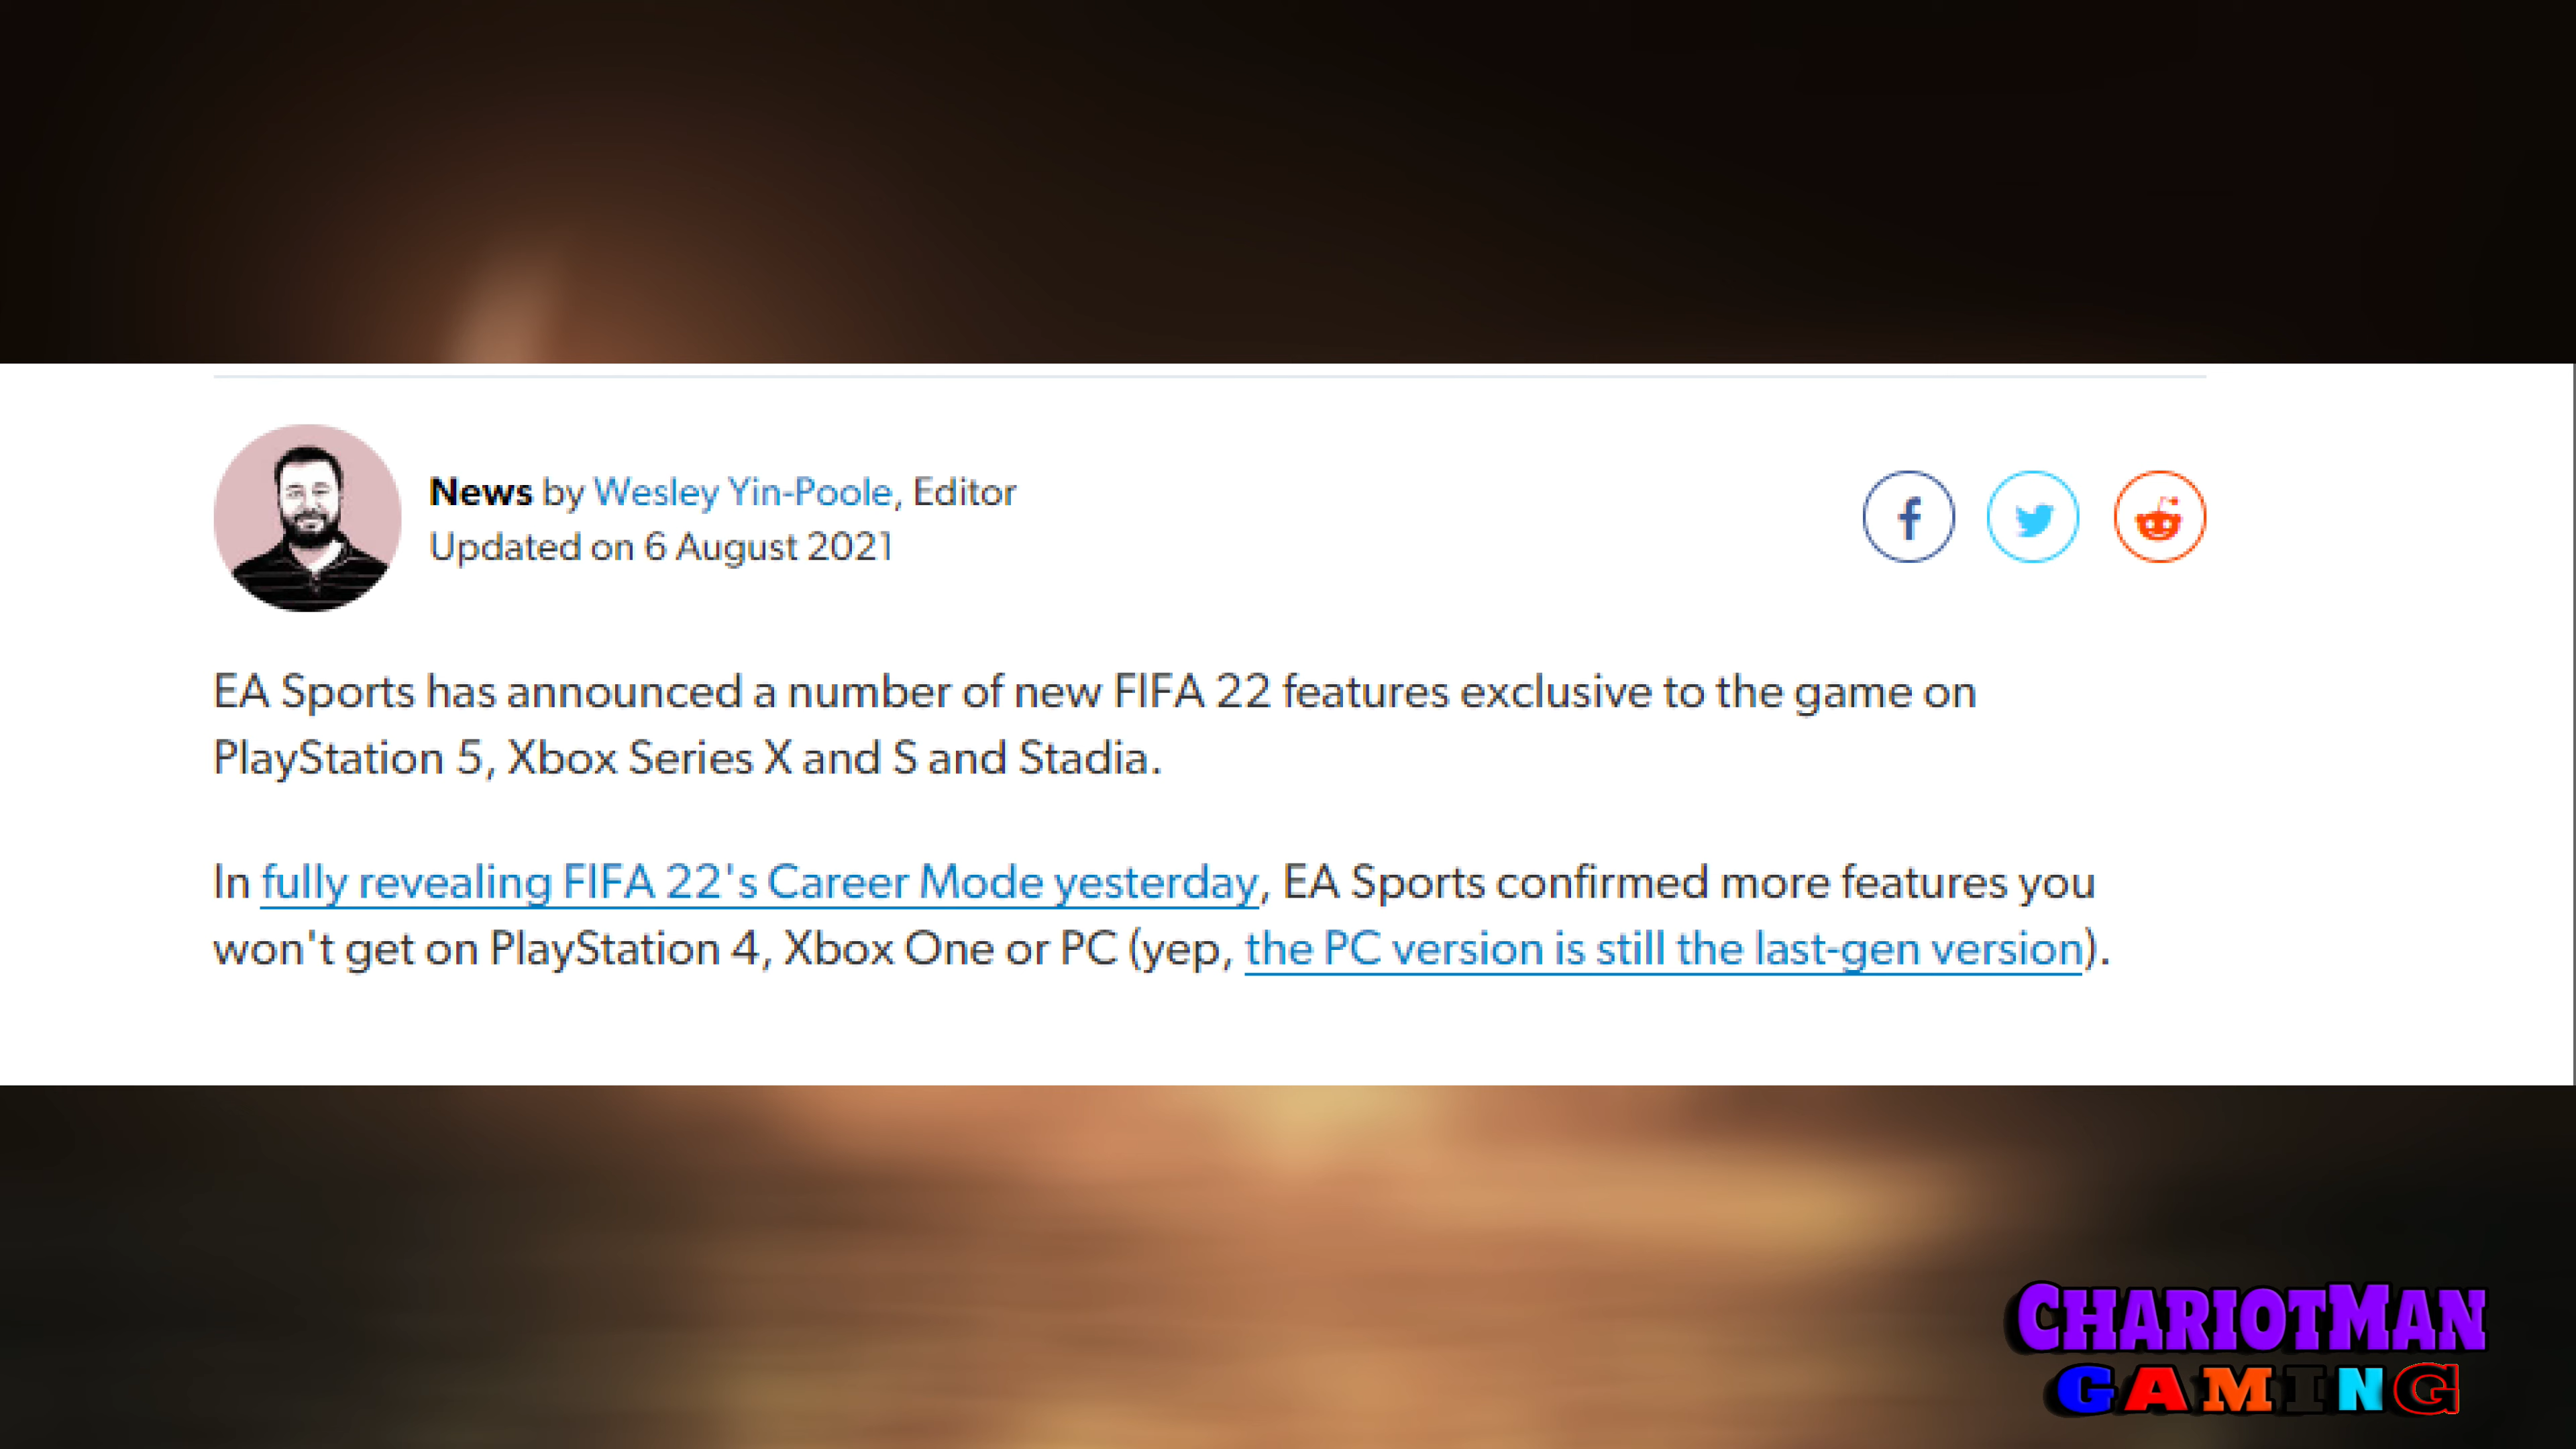 News by Wesley Yin-Poole, Editor
Updated on 6 August 2021
EA Sports has announced a number of new FIFA 22 features exclusive to the game on
PlayStation 5, Xbox Series X and S and Stadia.
In fully revealing FIFA 22's Career Mode yesterday, EA Sports confirmed more features you
won't get on PlayStation 4, Xbox One or PC (yep, the PC version is still the last-gen version).
CHARIOTMAN
GAMING